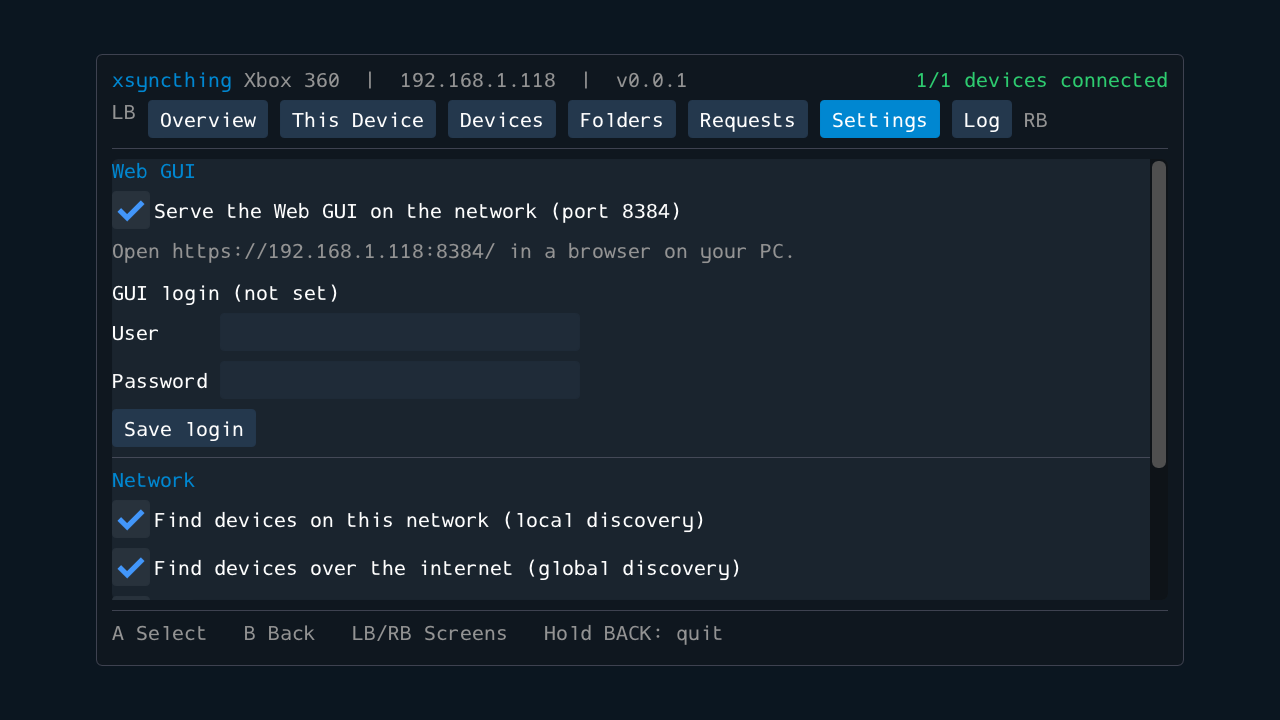 xsyncthing Xbox 360 | 192.168.1.118 | v0.0.1 1/1 devices connected
LB Overview This Device Devices Folders Requests Settings Log RB
Web GUI
Serve the Web GUI on the network (port 8384)
Open https://192.168.1.118:8384/ in a browser on your PC.
GUI login (not set)
User
Password
Save login
Network
Find devices on this network (local discovery)
Find devices over the internet (global discovery)
A Select B Back LB/RB Screens Hold BACK: quit